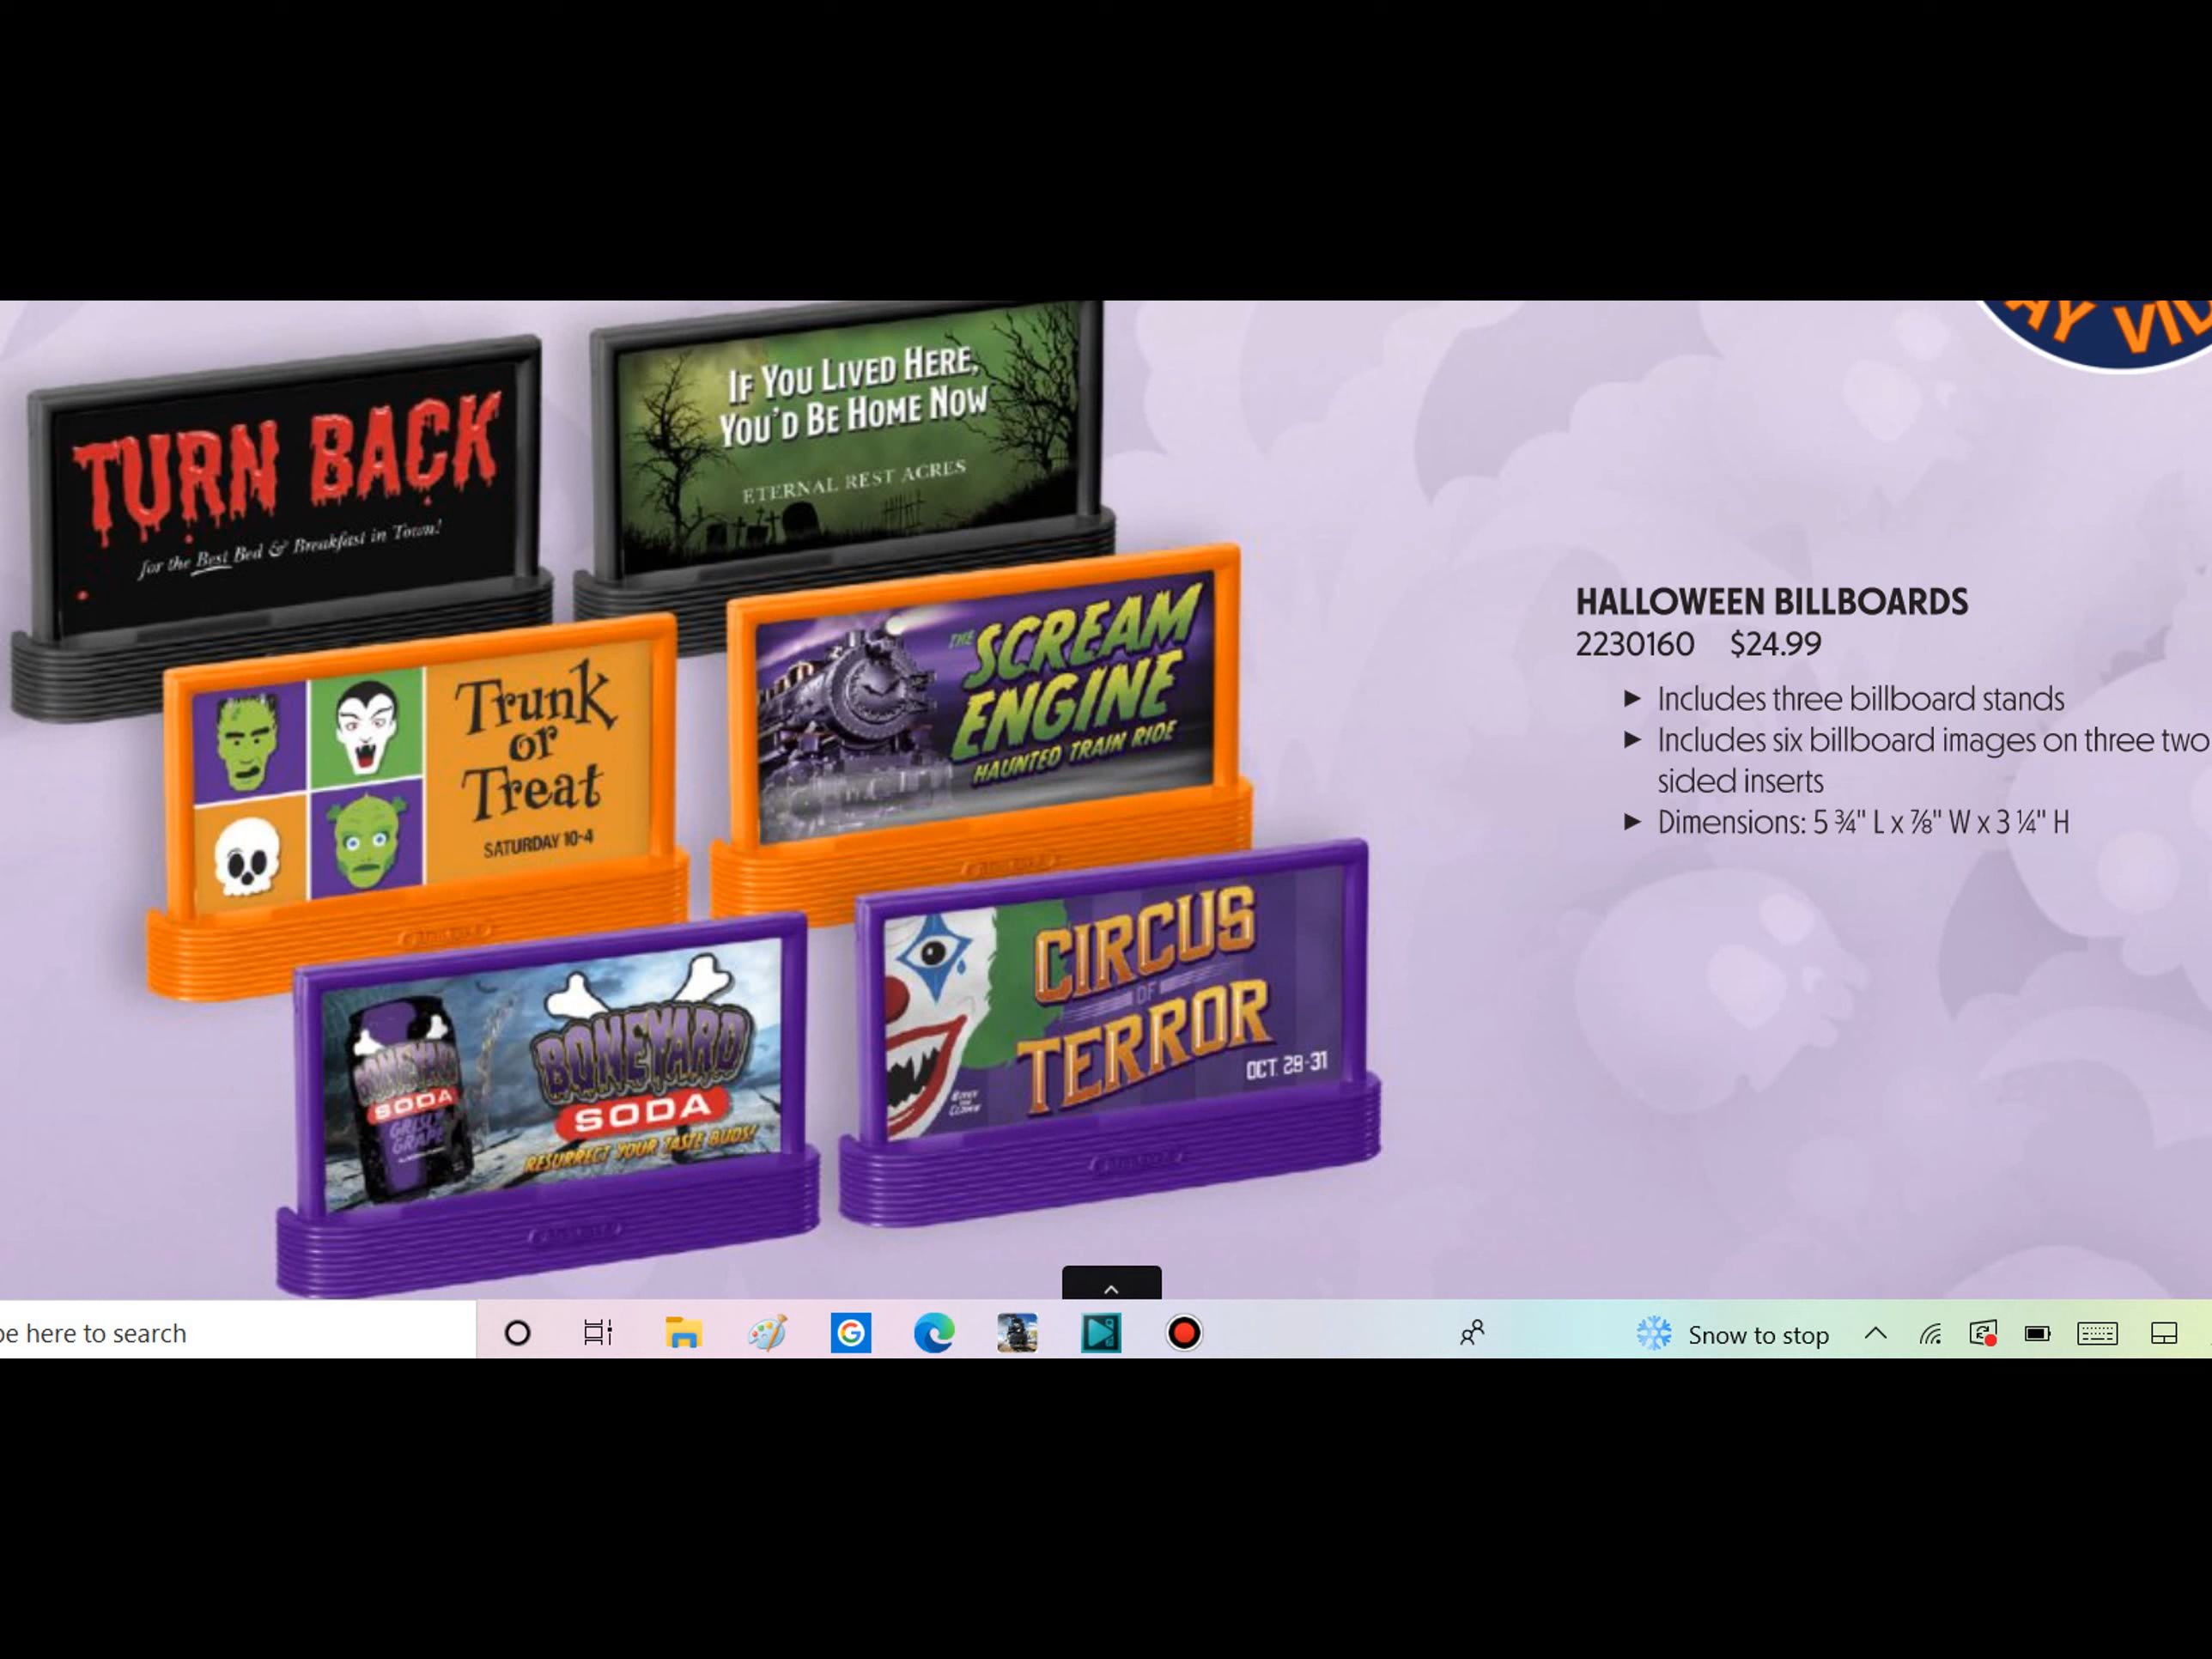 AY VID
TURN BACK
for the Best Bed & Breakfast in Town!
IF YOU LIVED HERE,
YOU'D BE HOME NOW
ETERNAL REST ACRES
Trunk
or
Treat
SATURDAY 10-4
THE
SCREAM
ENGINE
HAUNTED TRAIN RIDE
BONEYARD
SODA
GRISLY
GRAPE
BONEYARD
SODA
RESURRECT YOUR TASTE BUDS!
CIRCUS
OF
TERROR
OCT. 28-31
HALLOWEEN BILLBOARDS
2230160 $24.99
► Includes three billboard stands
► Includes six billboard images on three two
sided inserts
► Dimensions: 5 ¾" L x ⅞" W x 3 ¼" H
pe here to search
Snow to stop